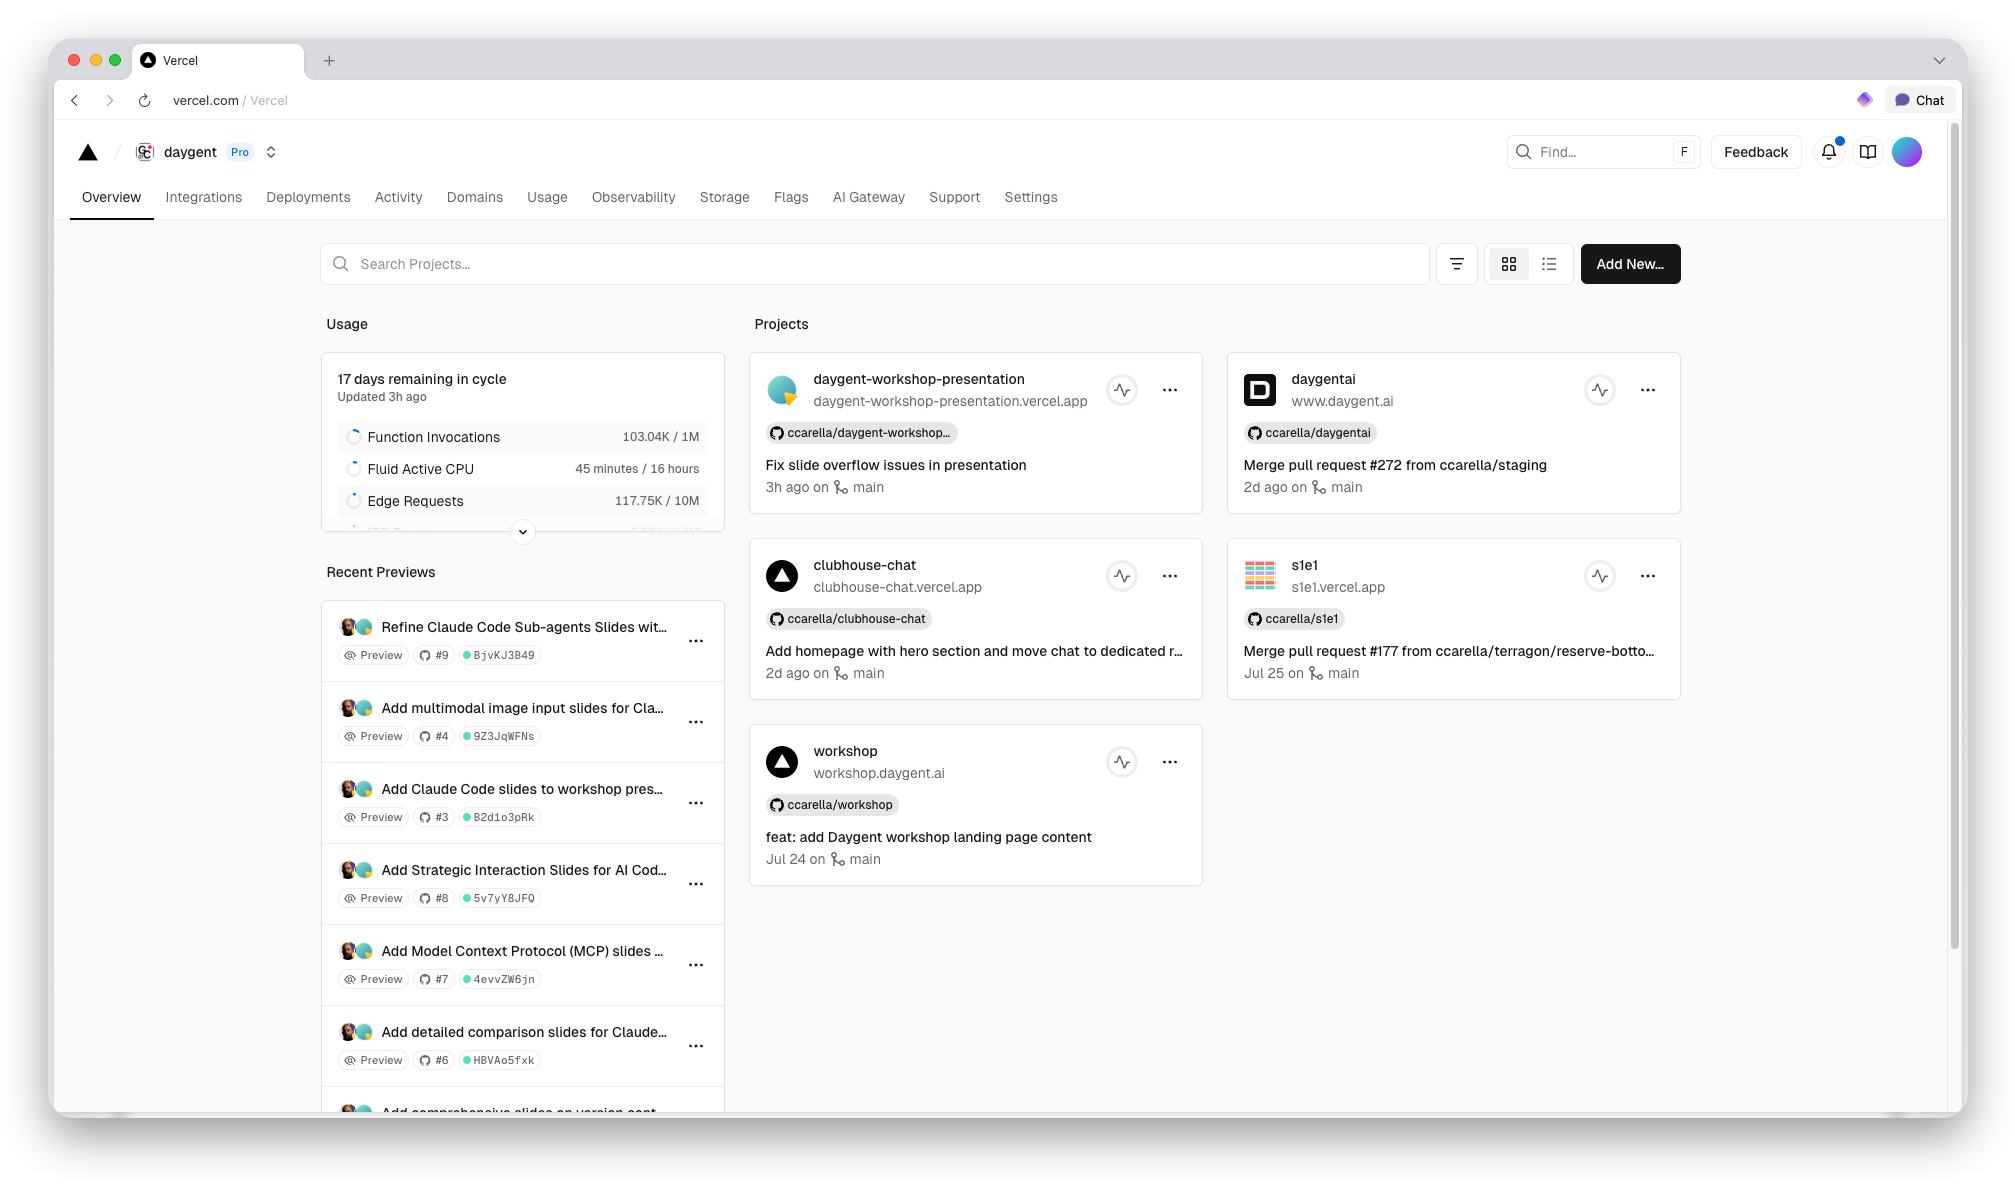 Vercel
vercel.com / Vercel
Chat
daygent Pro
Find...
F
Feedback
Overview Integrations Deployments Activity Domains Usage Observability Storage Flags AI Gateway Support Settings
Search Projects...
Add New...
Usage
17 days remaining in cycle
Updated 3h ago
Function Invocations 103.04K / 1M
Fluid Active CPU 45 minutes / 16 hours
Edge Requests 117.75K / 10M
Recent Previews
Refine Claude Code Sub-agents Slides wit...
Preview #9 BjvKJ3B49
Add multimodal image input slides for Cla...
Preview #4 9Z3JqWFNs
Add Claude Code slides to workshop pres...
Preview #3 B2d1o3pRk
Add Strategic Interaction Slides for AI Cod...
Preview #8 5v7yY8JFQ
Add Model Context Protocol (MCP) slides ...
Preview #7 4evvZW6jn
Add detailed comparison slides for Claude...
Preview #6 HBVAo5fxk
Add comprehensive slides on version cont...
Projects
daygent-workshop-presentation
daygent-workshop-presentation.vercel.app
ccarella/daygent-workshop...
Fix slide overflow issues in presentation
3h ago on main
daygentai
www.daygent.ai
ccarella/daygentai
Merge pull request #272 from ccarella/staging
2d ago on main
clubhouse-chat
clubhouse-chat.vercel.app
ccarella/clubhouse-chat
Add homepage with hero section and move chat to dedicated r...
2d ago on main
s1e1
s1e1.vercel.app
ccarella/s1e1
Merge pull request #177 from ccarella/terragon/reserve-botto...
Jul 25 on main
workshop
workshop.daygent.ai
ccarella/workshop
feat: add Daygent workshop landing page content
Jul 24 on main